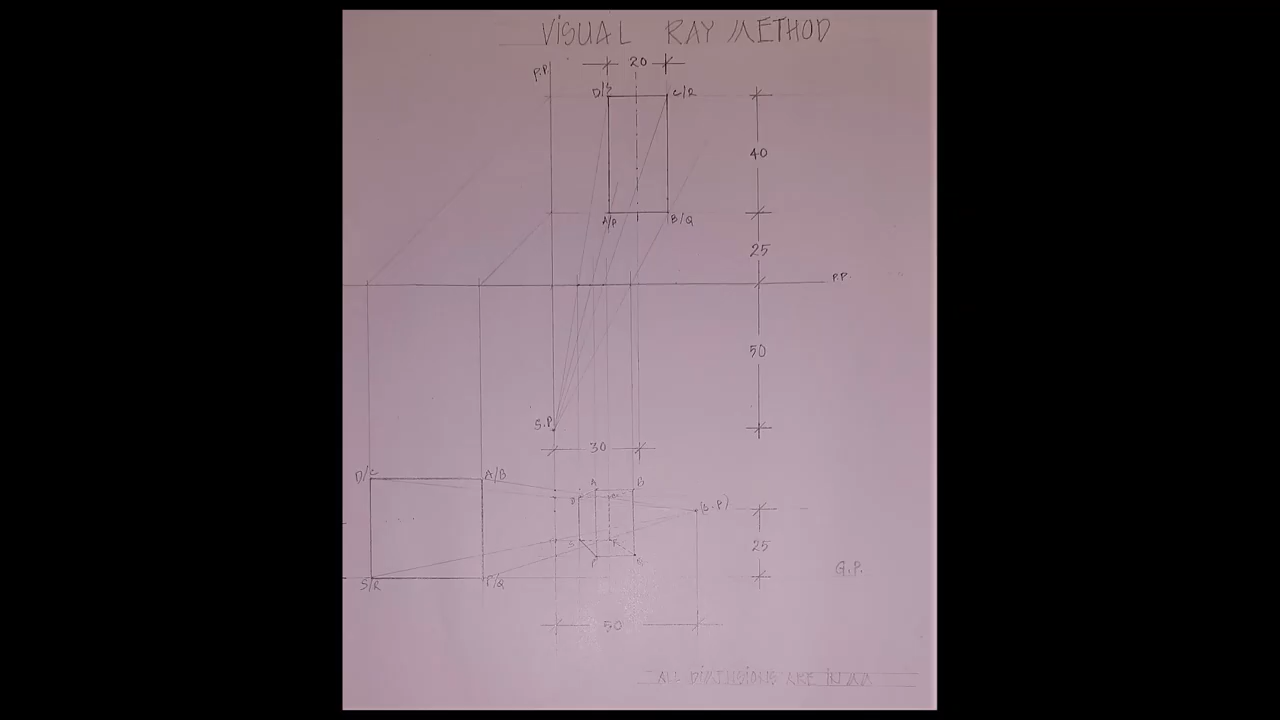 VISUAL RAY METHOD
20
P.P.
D/S
C/R
40
A/P
B/Q
25
P.P.
50
S.P
30
D/C
A/B
A
B
D
C
(S.P)
25
S
R
P
G.P.
S/R
P/Q
50
ALL DIMENSIONS ARE IN MM